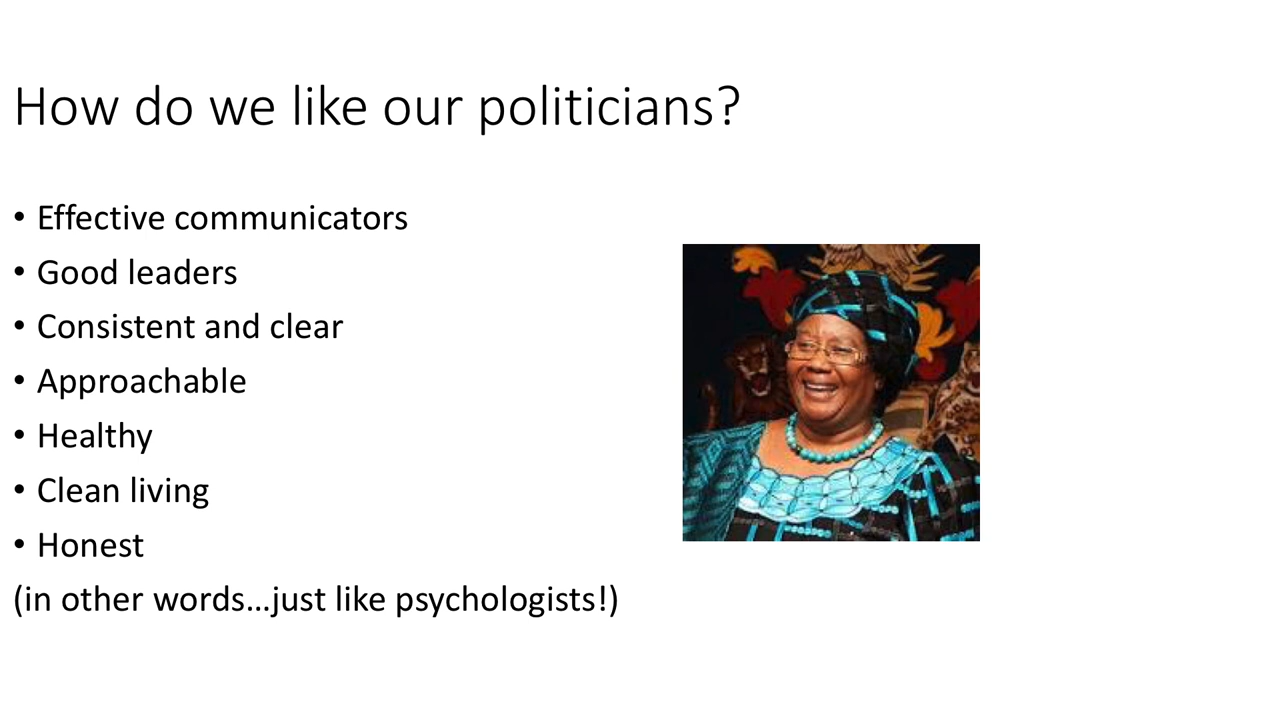 How do we like our politicians?
• Effective communicators
• Good leaders
• Consistent and clear
• Approachable
• Healthy
• Clean living
• Honest
(in other words…just like psychologists!)